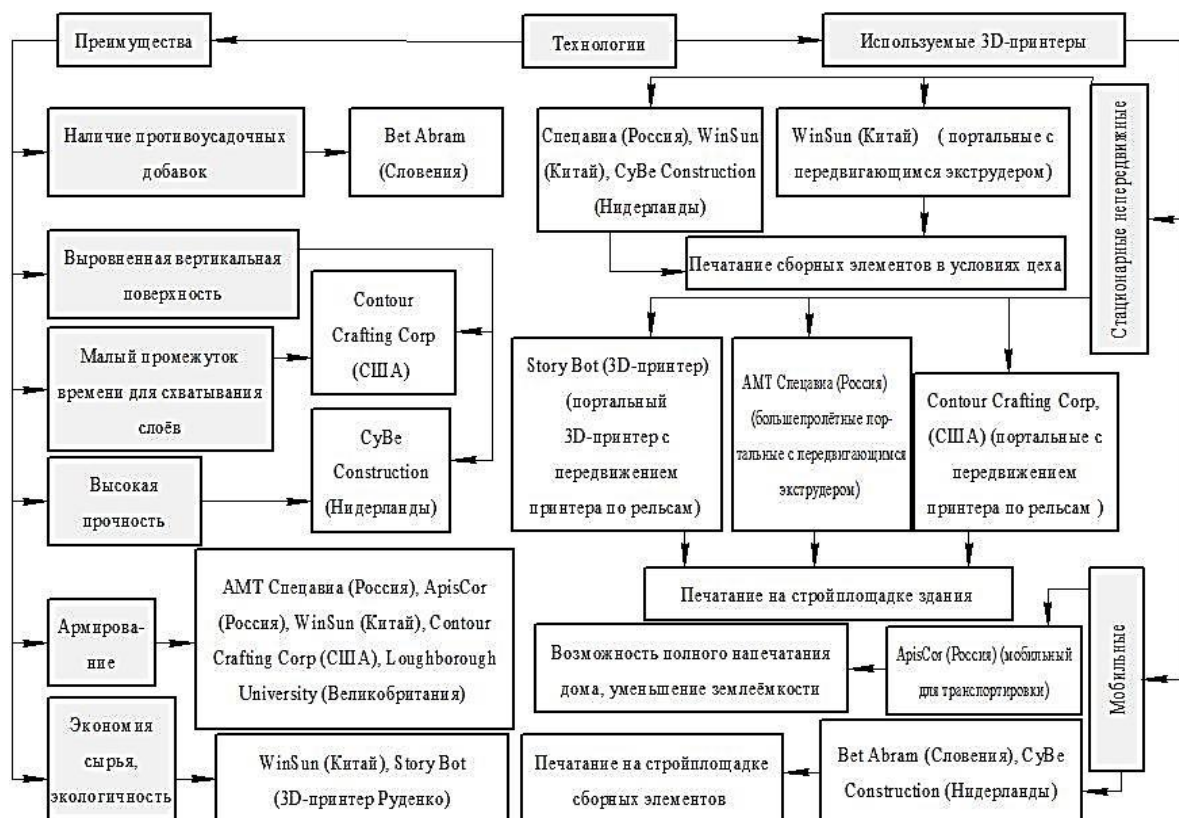 Преимущества
Технологии
Используемые 3D-принтеры
Наличие противоусадочных
добавок
Bet Abram
(Словения)
Спецавиа (Россия), WinSun
(Китай), CyBe Construction
(Нидерланды)
WinSun (Китай) ( портальные с
передвигающимся экструдером)
Стационарные непередвижные
Печатание сборных элементов в условиях цеха
Выровненная вертикальная
поверхность
Contour
Crafting Corp
(США)
Малый промежуток
времени для схватывания
слоёв
CyBe
Construction
(Нидерланды)
Высокая
прочность
Story Bot (3D-принтер)
(портальный
3D-принтер с
передвижением
принтера по рельсам)
АМТ Спецавиа (Россия)
(большепролётные пор-
тальные с передвигающимся
экструдером)
Contour Crafting Corp,
(США) (портальные с
передвижением
принтера по рельсам )
Печатание на стройплощадке здания
Армирова-
ние
АМТ Спецавиа (Россия), ApisCor
(Россия), WinSun (Китай), Contour
Crafting Corp (США), Loughborough
University (Великобритания)
Возможность полного напечатания
дома, уменьшение землеёмкости
ApisCor (Россия) (мобильный
для транспортировки)
Мобильные
Экономия
сырья,
экологичность
WinSun (Китай), Story Bot
(3D-принтер Руденко)
Печатание на стройплощадке
сборных элементов
Bet Abram (Словения), CyBe
Construction (Нидерланды)